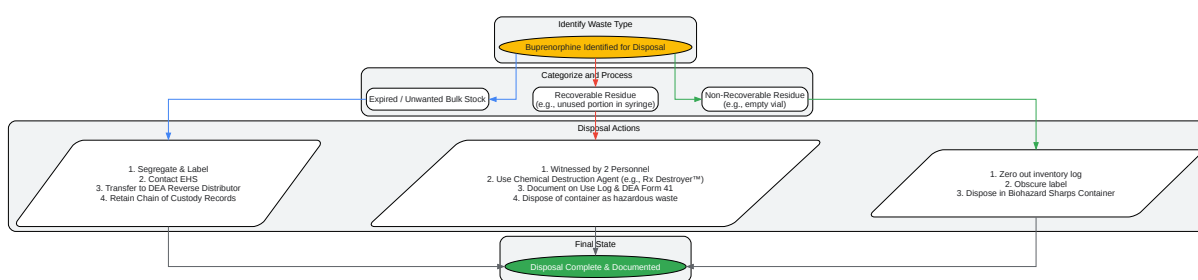 Identify Waste Type
Buprenorphine Identified for Disposal
Categorize and Process
Expired / Unwanted Bulk Stock
Recoverable Residue
(e.g., unused portion in syringe)
Non-Recoverable Residue
(e.g., empty vial)
Disposal Actions
1. Segregate & Label
2. Contact EHS
3. Transfer to DEA Reverse Distributor
4. Retain Chain of Custody Records
1. Witnessed by 2 Personnel
2. Use Chemical Destruction Agent (e.g., Rx Destroyer™)
3. Document on Use Log & DEA Form 41
4. Dispose of container as hazardous waste
1. Zero out inventory log
2. Obscure label
3. Dispose in Biohazard Sharps Container
Final State
Disposal Complete & Documented